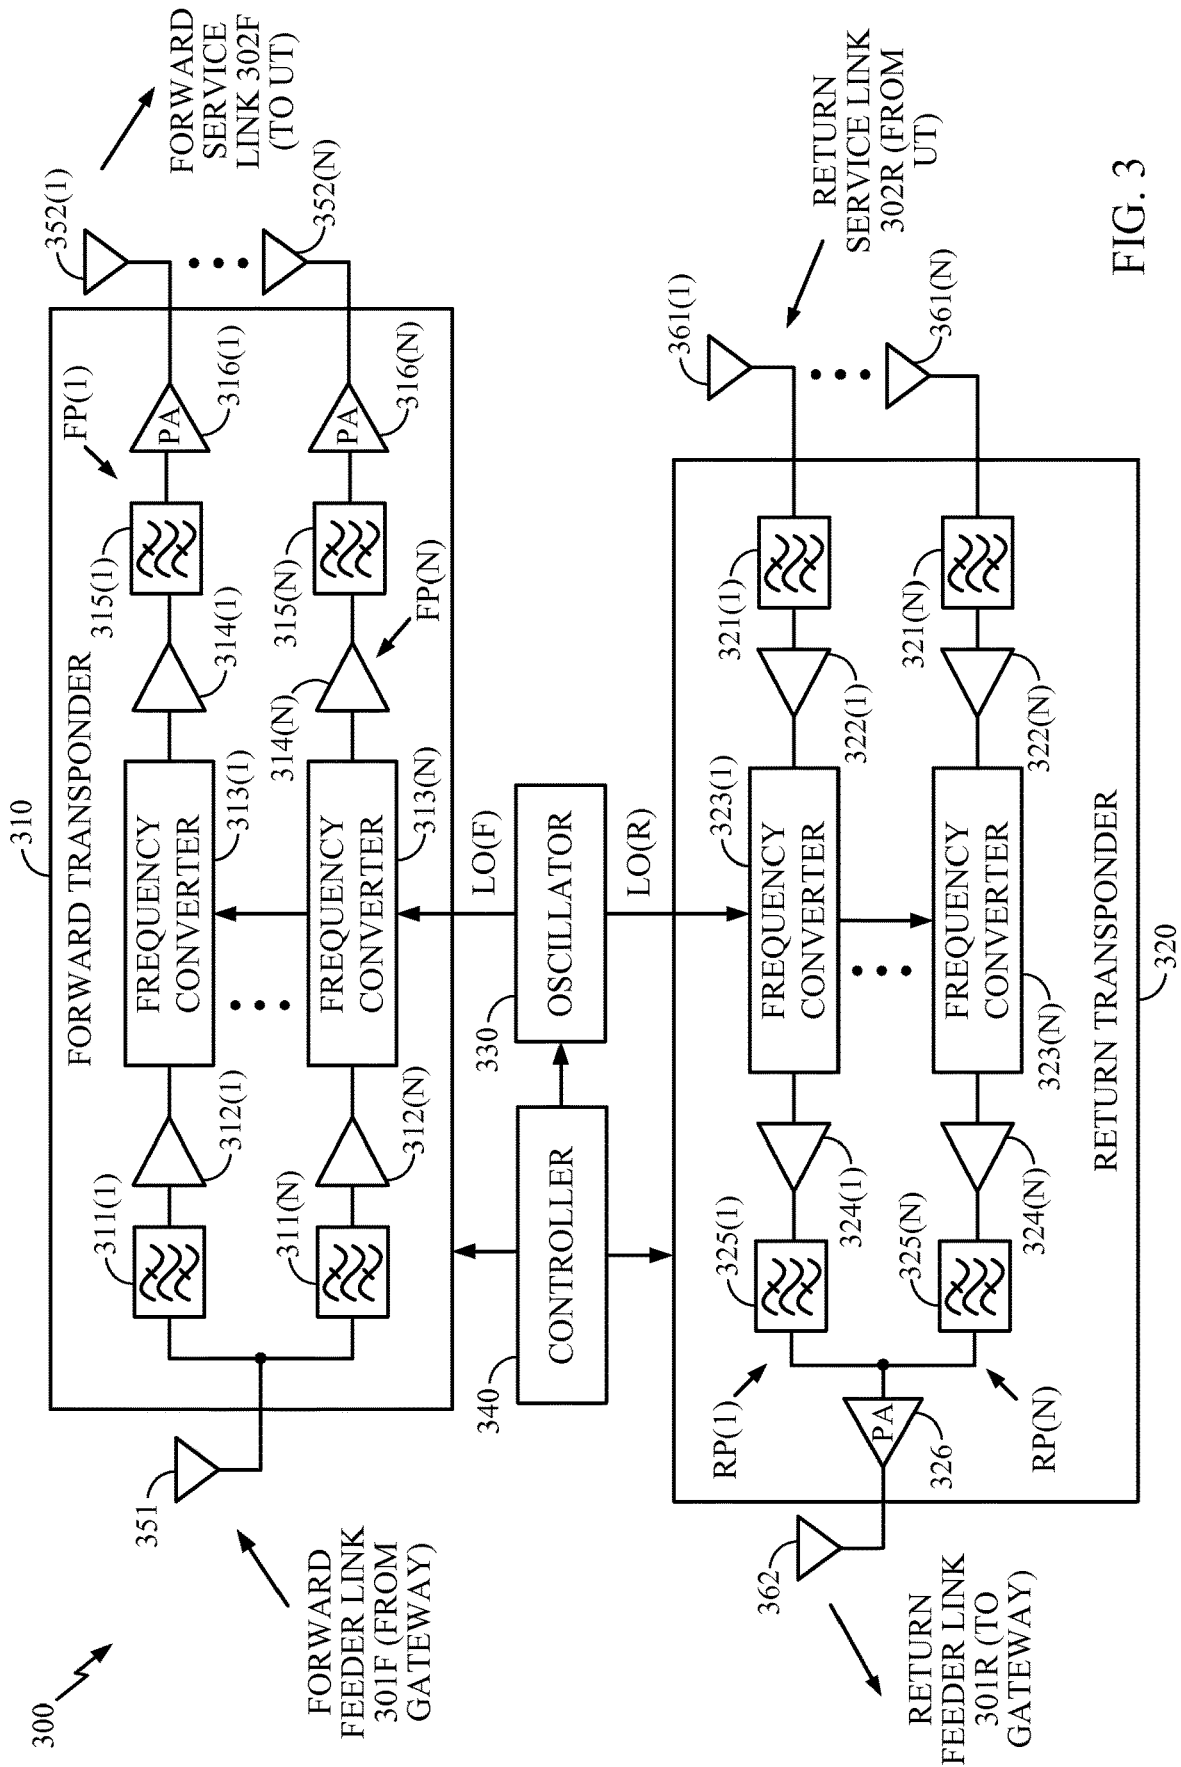 300
FORWARD
FEEDER LINK
301F (FROM
GATEWAY)
351
310
FORWARD TRANSPONDER
311(1)
312(1)
FREQUENCY
CONVERTER
313(1)
314(1)
315(1)
FP(1)
PA
316(1)
352(1)
FORWARD
SERVICE
LINK 302F
(TO UT)
311(N)
312(N)
FREQUENCY
CONVERTER
313(N)
314(N)
315(N)
FP(N)
PA
316(N)
352(N)
340
CONTROLLER
330
OSCILLATOR
LO(F)
LO(R)
RETURN
FEEDER LINK
301R (TO
GATEWAY)
362
RP(1)
PA
326
RP(N)
325(1)
324(1)
323(1)
FREQUENCY
CONVERTER
322(1)
321(1)
361(1)
RETURN
SERVICE LINK
302R (FROM
UT)
325(N)
324(N)
FREQUENCY
CONVERTER
323(N)
322(N)
321(N)
361(N)
RETURN TRANSPONDER
320
FIG. 3